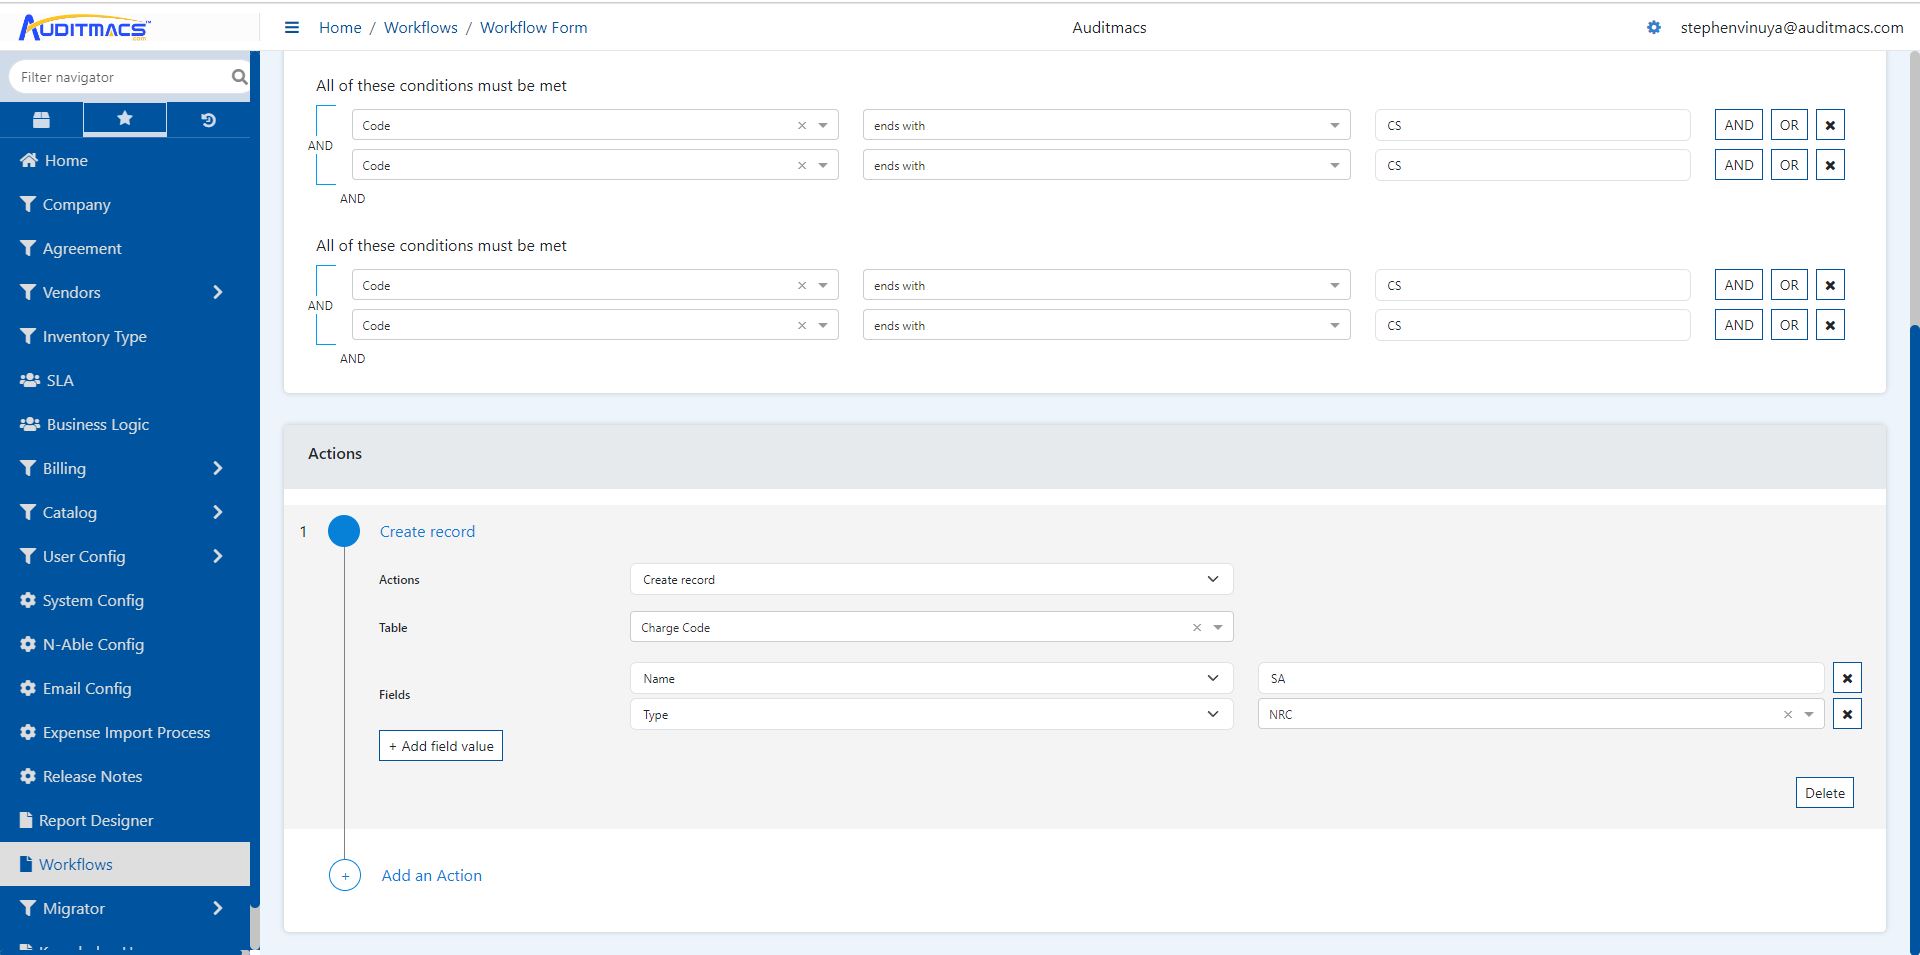 AUDITMACS™
.com
Home / Workflows / Workflow Form
Auditmacs
stephenvinuya@auditmacs.com
Filter navigator
Home
Company
Agreement
Vendors
Inventory Type
SLA
Business Logic
Billing
Catalog
User Config
System Config
N-Able Config
Email Config
Expense Import Process
Release Notes
Report Designer
Workflows
Migrator
All of these conditions must be met
Code × ends with CS AND OR ✖
AND
Code × ends with CS AND OR ✖
AND
All of these conditions must be met
Code × ends with CS AND OR ✖
AND
Code × ends with CS AND OR ✖
AND
Actions
1 Create record
Actions Create record
Table Charge Code ×
Fields
Name SA ✖
Type NRC × ✖
+ Add field value
Delete
+ Add an Action